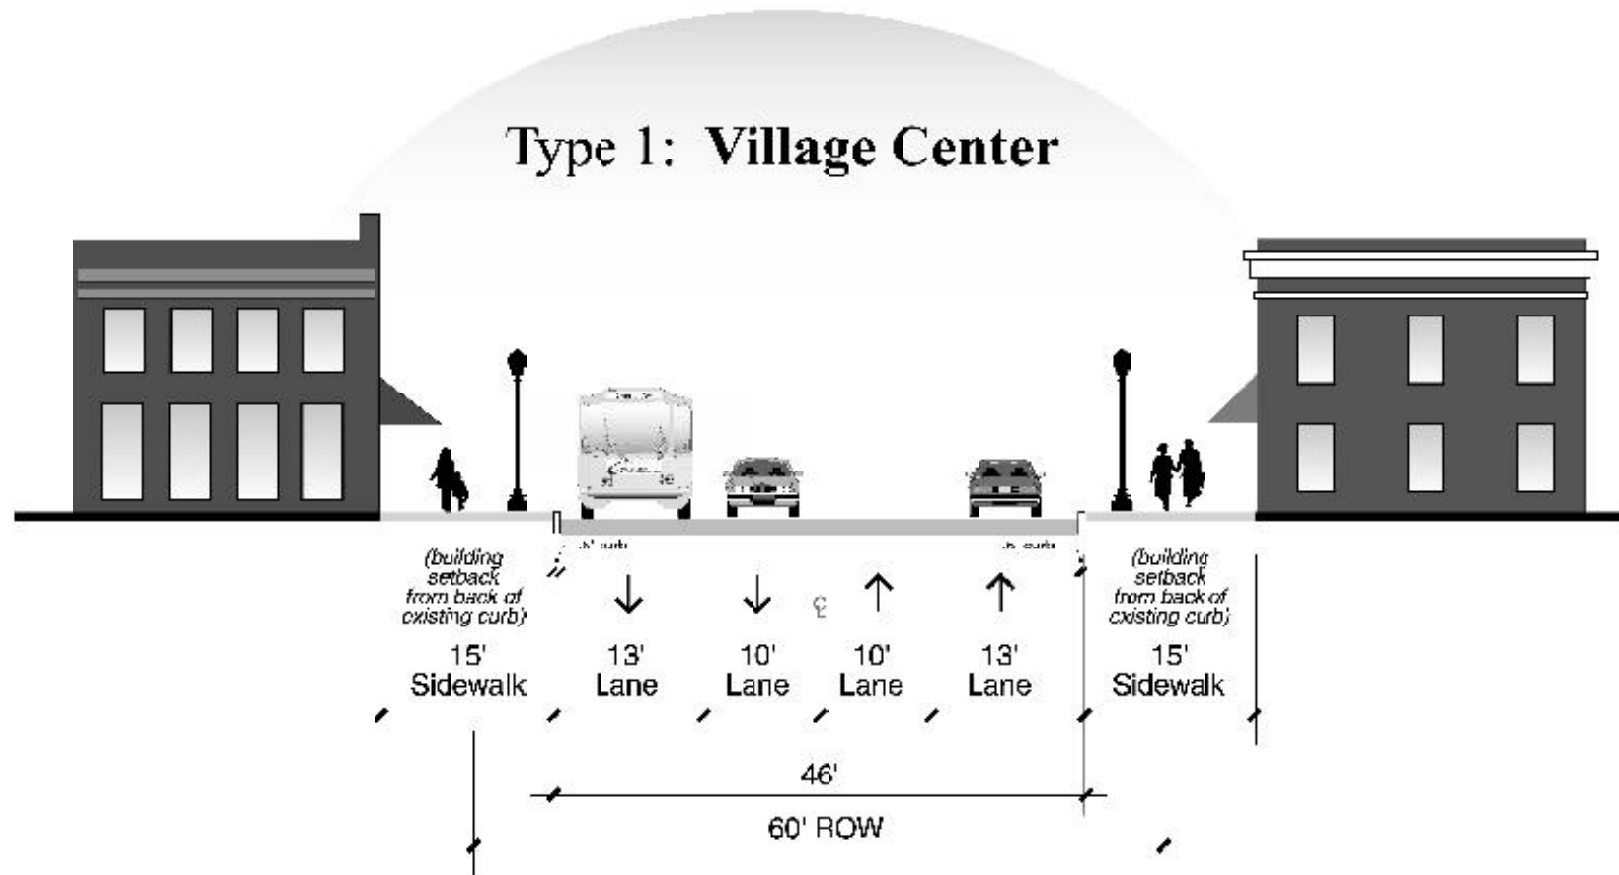 Type 1: Village Center
(building
setback
from back of
existing curb)
15'
Sidewalk
13'
Lane
10'
Lane
℄
10'
Lane
13'
Lane
(building
setback
from back of
existing curb)
15'
Sidewalk
46'
60' ROW